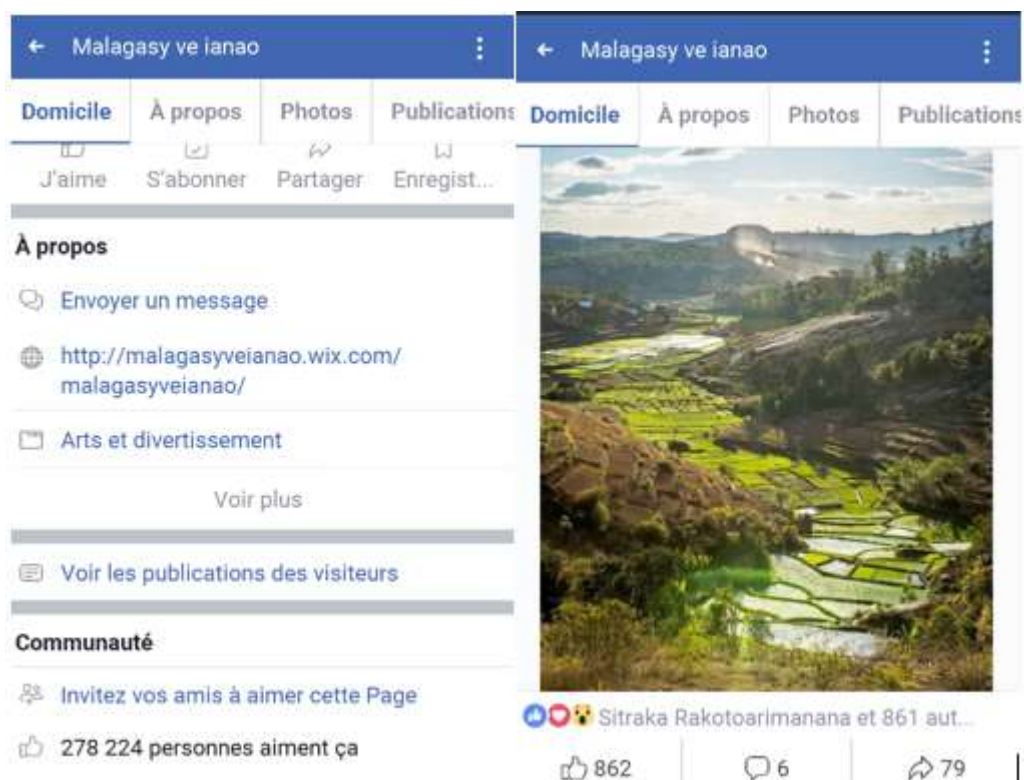 Malagasy ve ianao
Domicile
À propos
Photos
Publications
J'aime
S'abonner
Partager
Enregist...
À propos
Envoyer un message
http://malagasyveianao.wix.com/
malagasyveianao/
Arts et divertissement
Voir plus
Voir les publications des visiteurs
Communauté
Invitez vos amis à aimer cette Page
278 224 personnes aiment ça
Malagasy ve ianao
Domicile
À propos
Photos
Publications
Sitraka Rakotoarimanana et 861 aut...
862
6
79